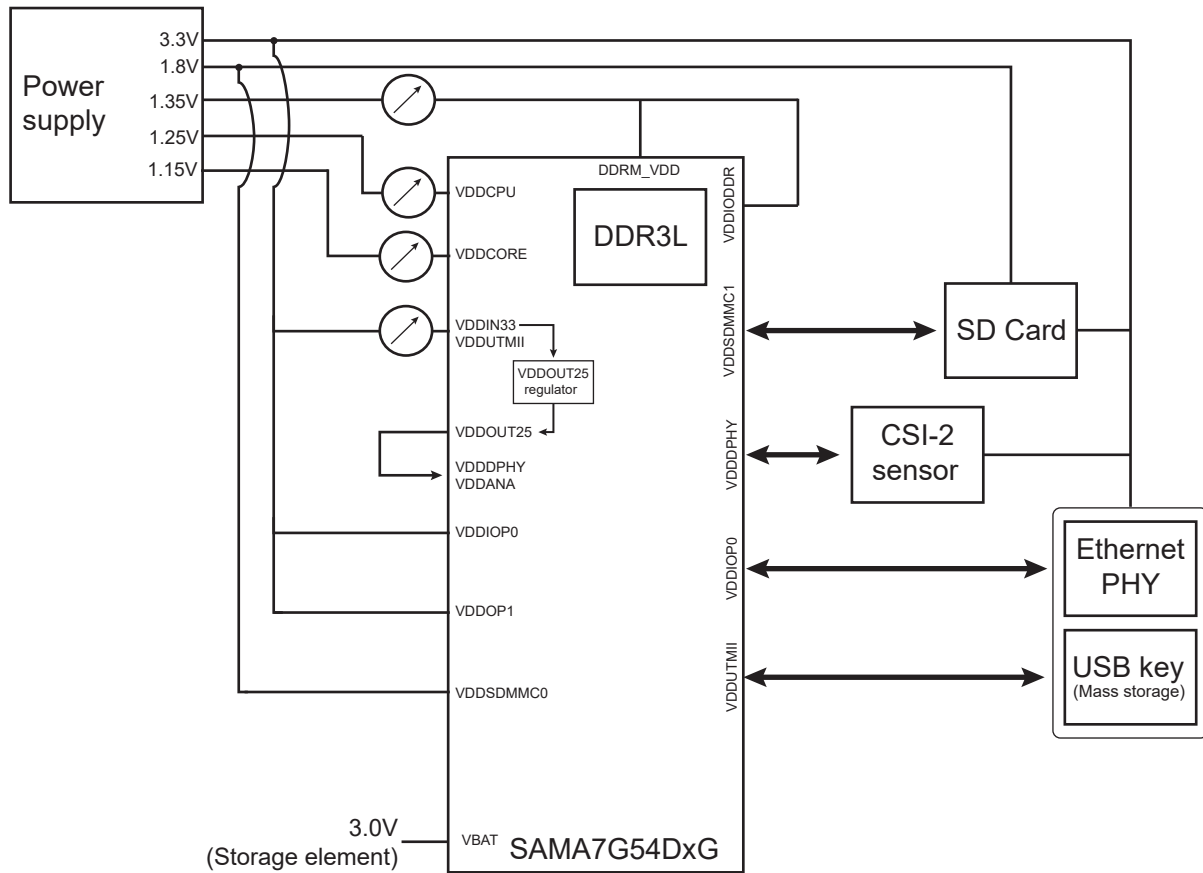 Power
supply
3.3V
1.8V
1.35V
1.25V
1.15V
DDRM_VDD
VDDCPU
VDDCORE
VDDIN33
VDDUTMII
VDDOUT25
regulator
VDDOUT25
VDDDPHY
VDDANA
VDDIOP0
VDDOP1
VDDSDMMC0
3.0V
(Storage element)
VBAT
SAMA7G54DxG
DDR3L
VDDIODDR
VDDSDMMC1
VDDDPHY
VDDIOP0
VDDUTMII
SD Card
CSI-2
sensor
Ethernet
PHY
USB key
(Mass storage)